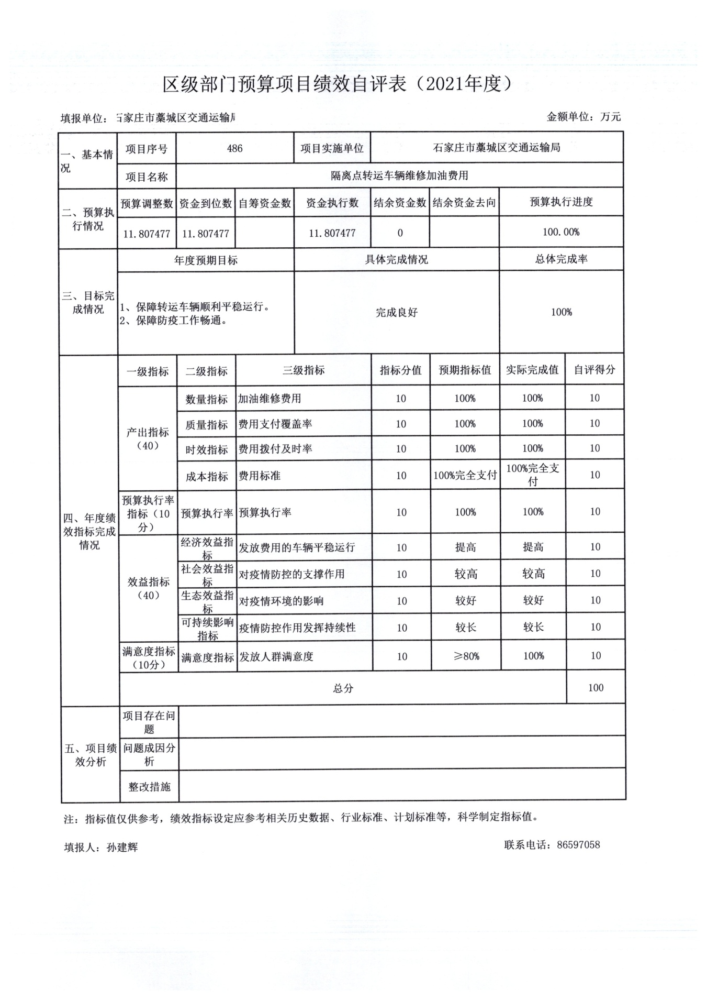 区级部门预算项目绩效自评表（2021年度）
填报单位： 石家庄市藁城区交通运输局
金额单位：万元
一、基本情
况
项目序号 486 项目实施单位 石家庄市藁城区交通运输局
项目名称 隔离点转运车辆维修加油费用
二、预算执
行情况
预算调整数 资金到位数 自筹资金数 资金执行数 结余资金数 结余资金去向 预算执行进度
11.807477 11.807477 11.807477 0 100.00%
三、目标完
成情况
年度预期目标 具体完成情况 总体完成率
1、保障转运车辆顺利平稳运行。
2、保障防疫工作畅通。
完成良好 100%
四、年度绩
效指标完成
情况
一级指标 二级指标 三级指标 指标分值 预期指标值 实际完成值 自评得分
产出指标
（40）
数量指标 加油维修费用 10 100% 100% 10
质量指标 费用支付覆盖率 10 100% 100% 10
时效指标 费用拨付及时率 10 100% 100% 10
成本指标 费用标准 10 100%完全支付 100%完全支
付
10
预算执行率
指标（10
分）
预算执行率 预算执行率 10 100% 100% 10
效益指标
（40）
经济效益指
标
发放费用的车辆平稳运行 10 提高 提高 10
社会效益指
标
对疫情防控的支撑作用 10 较高 较高 10
生态效益指
标
对疫情环境的影响 10 较好 较好 10
可持续影响
指标
疫情防控作用发挥持续性 10 较长 较长 10
满意度指标
（10分）
满意度指标 发放人群满意度 10 ≥80% 100% 10
总分 100
五、项目绩
效分析
项目存在问
题
问题成因分
析
整改措施
注：指标值仅供参考，绩效指标设定应参考相关历史数据、行业标准、计划标准等，科学制定指标值。
填报人：孙建辉
联系电话：86597058